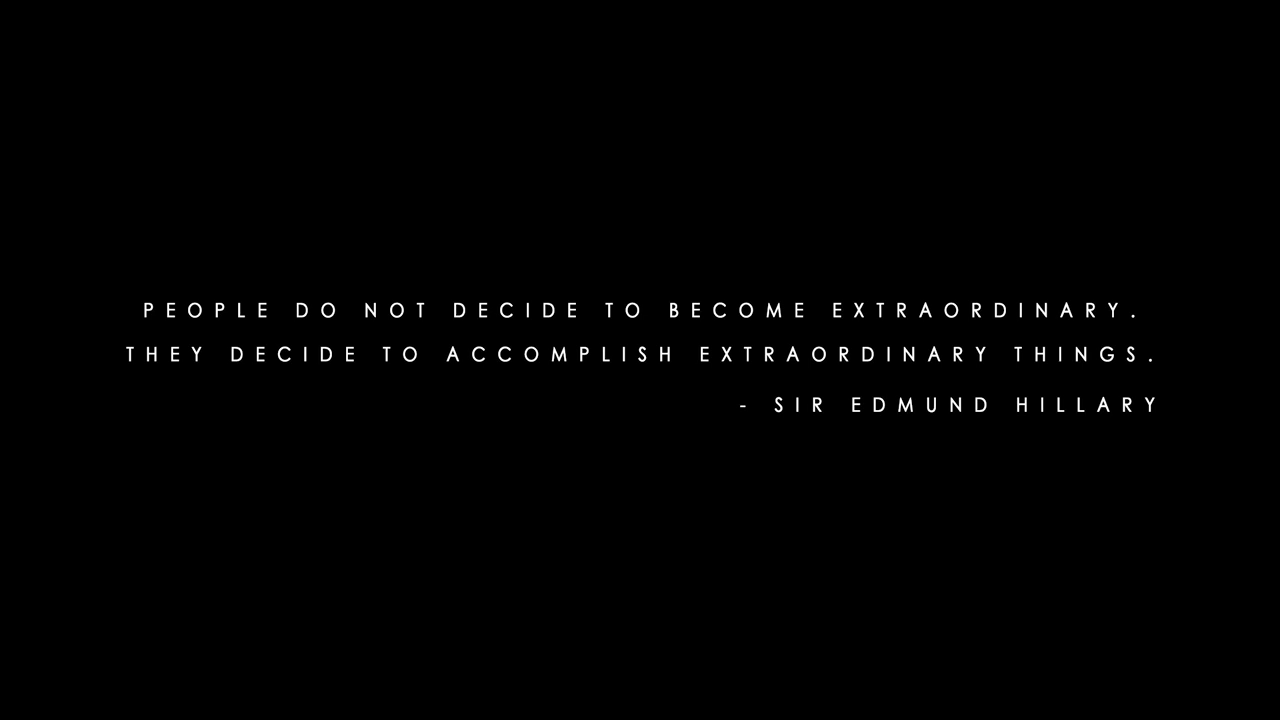 PEOPLE DO NOT DECIDE TO BECOME EXTRAORDINARY.
THEY DECIDE TO ACCOMPLISH EXTRAORDINARY THINGS.
- SIR EDMUND HILLARY